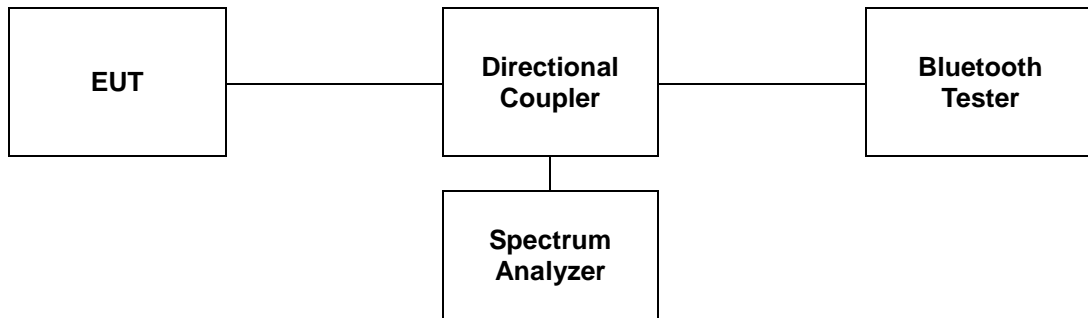 EUT
Directional
Coupler
Bluetooth
Tester
Spectrum
Analyzer